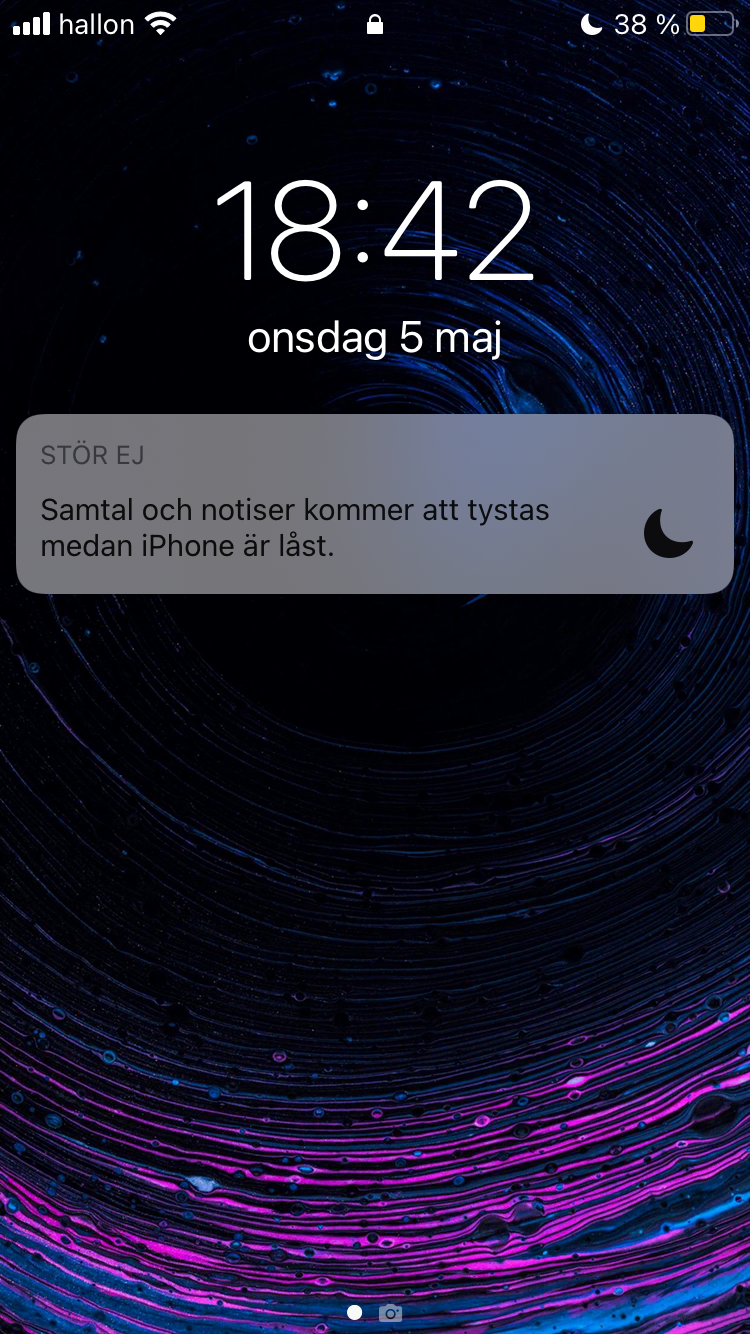 hallon 38 %
18:42
onsdag 5 maj
STÖR EJ
Samtal och notiser kommer att tystas
medan iPhone är låst.